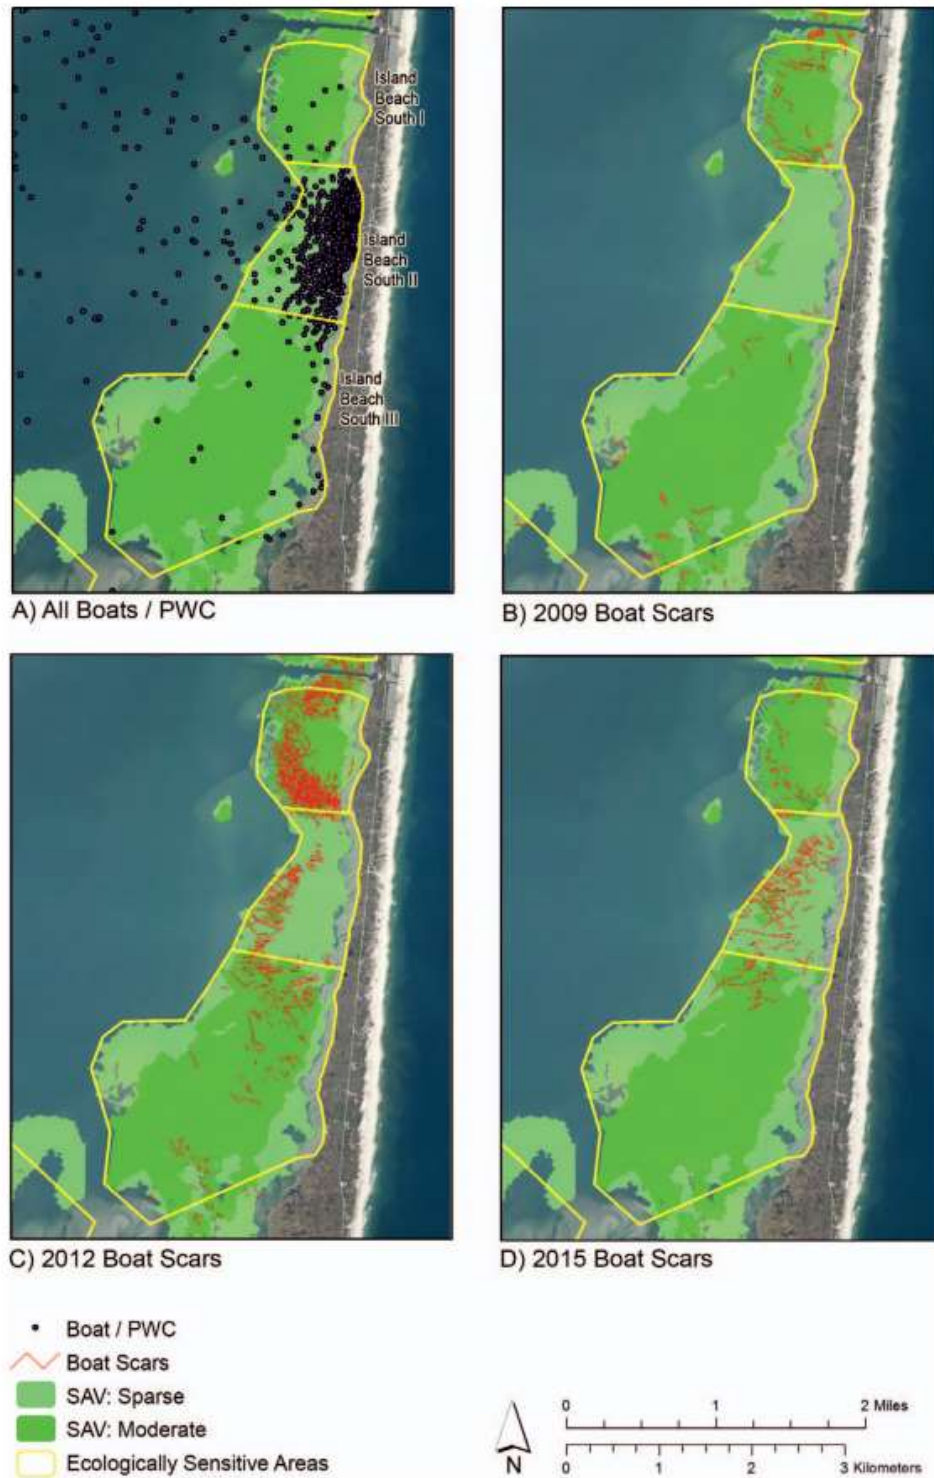 Island
Beach
South I
Island
Beach
South II
Island
Beach
South III
A) All Boats / PWC
B) 2009 Boat Scars
C) 2012 Boat Scars
D) 2015 Boat Scars
Boat / PWC
Boat Scars
SAV: Sparse
SAV: Moderate
Ecologically Sensitive Areas
N
0 1 2 Miles
0 1 2 3 Kilometers